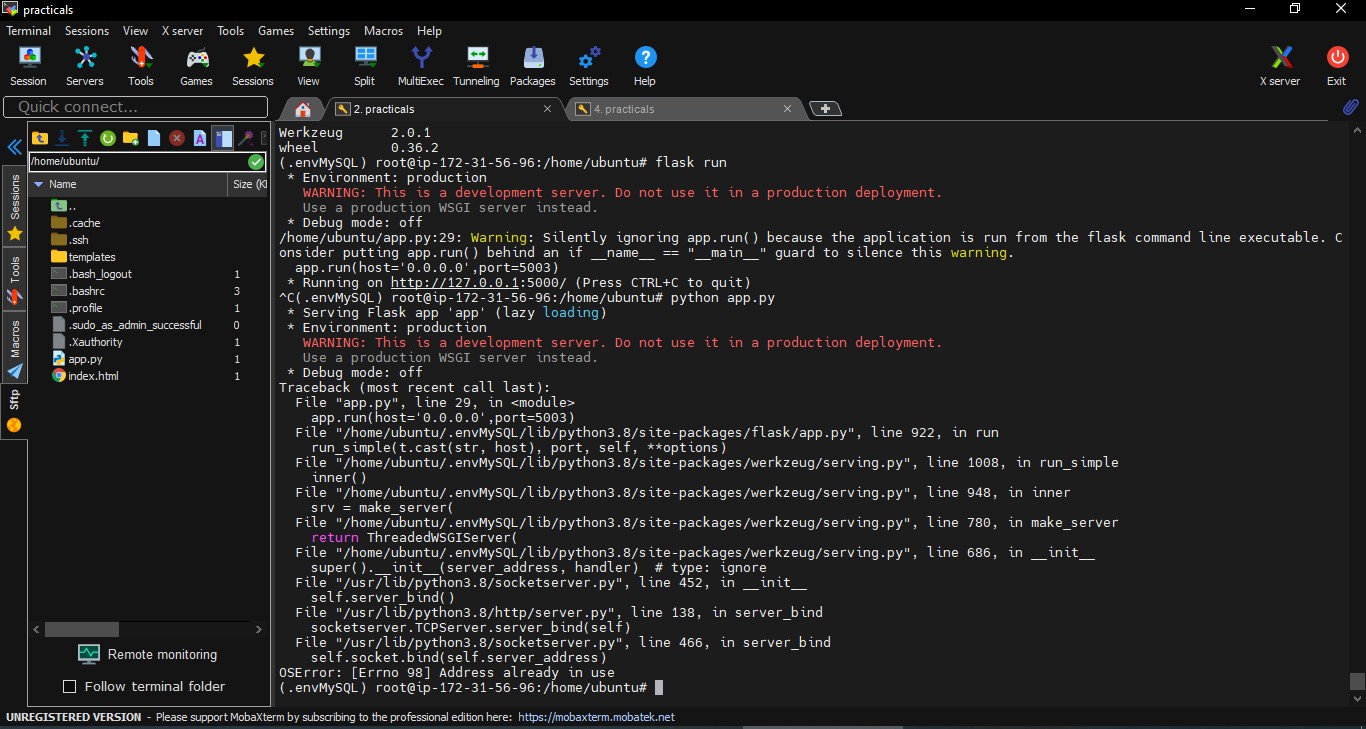 practicals
Terminal Sessions View X server Tools Games Settings Macros Help
Session Servers Tools Games Sessions View Split MultiExec Tunneling Packages Settings Help X server Exit
Quick connect...
2. practicals
4. practicals
/home/ubuntu/
Name Size (K
..
.cache
.ssh
templates
.bash_logout 1
.bashrc 3
.profile 1
.sudo_as_admin_successful 0
.Xauthority 1
app.py 1
index.html 1
Sessions
Tools
Macros
Sftp
Remote monitoring
Follow terminal folder
Werkzeug 2.0.1
wheel 0.36.2
(.envMySQL) root@ip-172-31-56-96:/home/ubuntu# flask run
* Environment: production
WARNING: This is a development server. Do not use it in a production deployment.
Use a production WSGI server instead.
* Debug mode: off
/home/ubuntu/app.py:29: Warning: Silently ignoring app.run() because the application is run from the flask command line executable. C
onsider putting app.run() behind an if __name__ == "__main__" guard to silence this warning.
app.run(host='0.0.0.0',port=5003)
* Running on http://127.0.0.1:5000/ (Press CTRL+C to quit)
^C(.envMySQL) root@ip-172-31-56-96:/home/ubuntu# python app.py
* Serving Flask app 'app' (lazy loading)
* Environment: production
WARNING: This is a development server. Do not use it in a production deployment.
Use a production WSGI server instead.
* Debug mode: off
Traceback (most recent call last):
File "app.py", line 29, in <module>
app.run(host='0.0.0.0',port=5003)
File "/home/ubuntu/.envMySQL/lib/python3.8/site-packages/flask/app.py", line 922, in run
run_simple(t.cast(str, host), port, self, **options)
File "/home/ubuntu/.envMySQL/lib/python3.8/site-packages/werkzeug/serving.py", line 1008, in run_simple
inner()
File "/home/ubuntu/.envMySQL/lib/python3.8/site-packages/werkzeug/serving.py", line 948, in inner
srv = make_server(
File "/home/ubuntu/.envMySQL/lib/python3.8/site-packages/werkzeug/serving.py", line 780, in make_server
return ThreadedWSGIServer(
File "/home/ubuntu/.envMySQL/lib/python3.8/site-packages/werkzeug/serving.py", line 686, in __init__
super().__init__(server_address, handler) # type: ignore
File "/usr/lib/python3.8/socketserver.py", line 452, in __init__
self.server_bind()
File "/usr/lib/python3.8/http/server.py", line 138, in server_bind
socketserver.TCPServer.server_bind(self)
File "/usr/lib/python3.8/socketserver.py", line 466, in server_bind
self.socket.bind(self.server_address)
OSError: [Errno 98] Address already in use
(.envMySQL) root@ip-172-31-56-96:/home/ubuntu#
UNREGISTERED VERSION - Please support MobaXterm by subscribing to the professional edition here: https://mobaxterm.mobatek.net